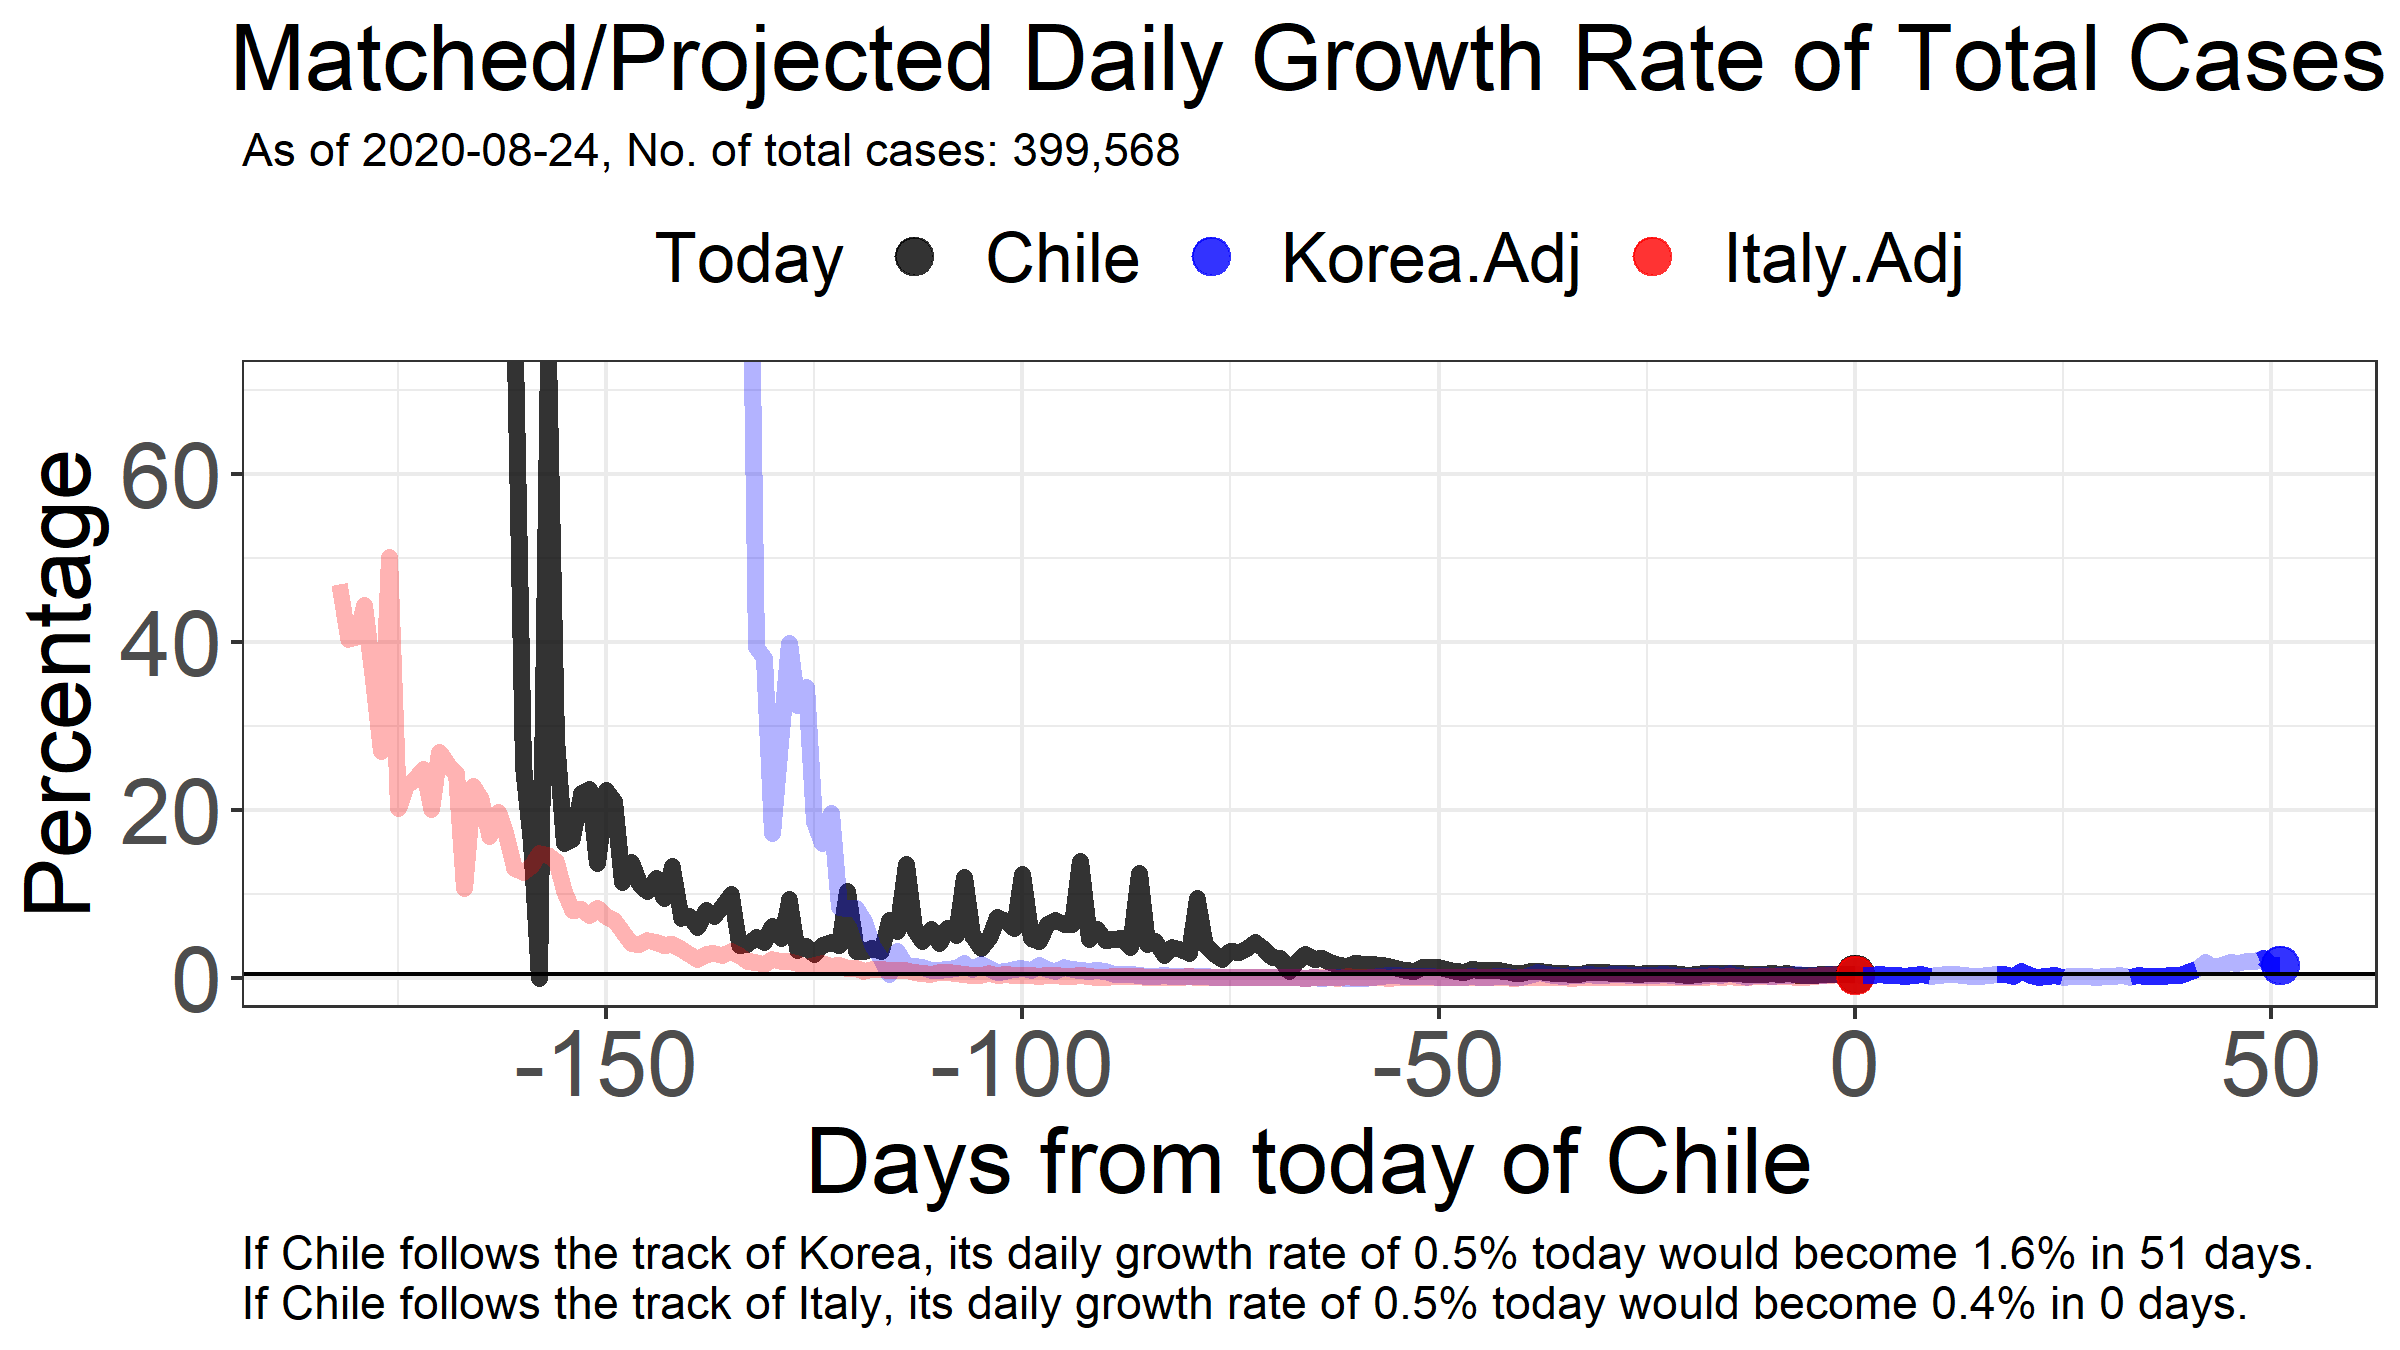 Matched/Projected Daily Growth Rate of Total Cases
As of 2020-08-24, No. of total cases: 399,568
Today Chile Korea.Adj Italy.Adj
Percentage
60
40
20
0
-150 -100 -50 0 50
Days from today of Chile
If Chile follows the track of Korea, its daily growth rate of 0.5% today would become 1.6% in 51 days.
If Chile follows the track of Italy, its daily growth rate of 0.5% today would become 0.4% in 0 days.